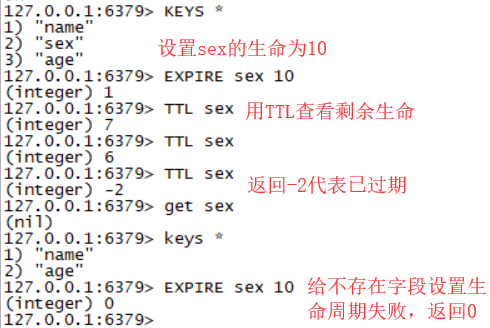 127.0.0.1:6379> KEYS *
1) "name"
2) "sex"
3) "age"
设置sex的生命为10
127.0.0.1:6379> EXPIRE sex 10
(integer) 1
127.0.0.1:6379> TTL sex
用TTL查看剩余生命
(integer) 7
127.0.0.1:6379> TTL sex
(integer) 6
127.0.0.1:6379> TTL sex
(integer) -2
返回-2代表已过期
127.0.0.1:6379> get sex
(nil)
127.0.0.1:6379> keys *
1) "name"
2) "age"
127.0.0.1:6379> EXPIRE sex 10
(integer) 0
给不存在字段设置生
命周期失败，返回0
127.0.0.1:6379>